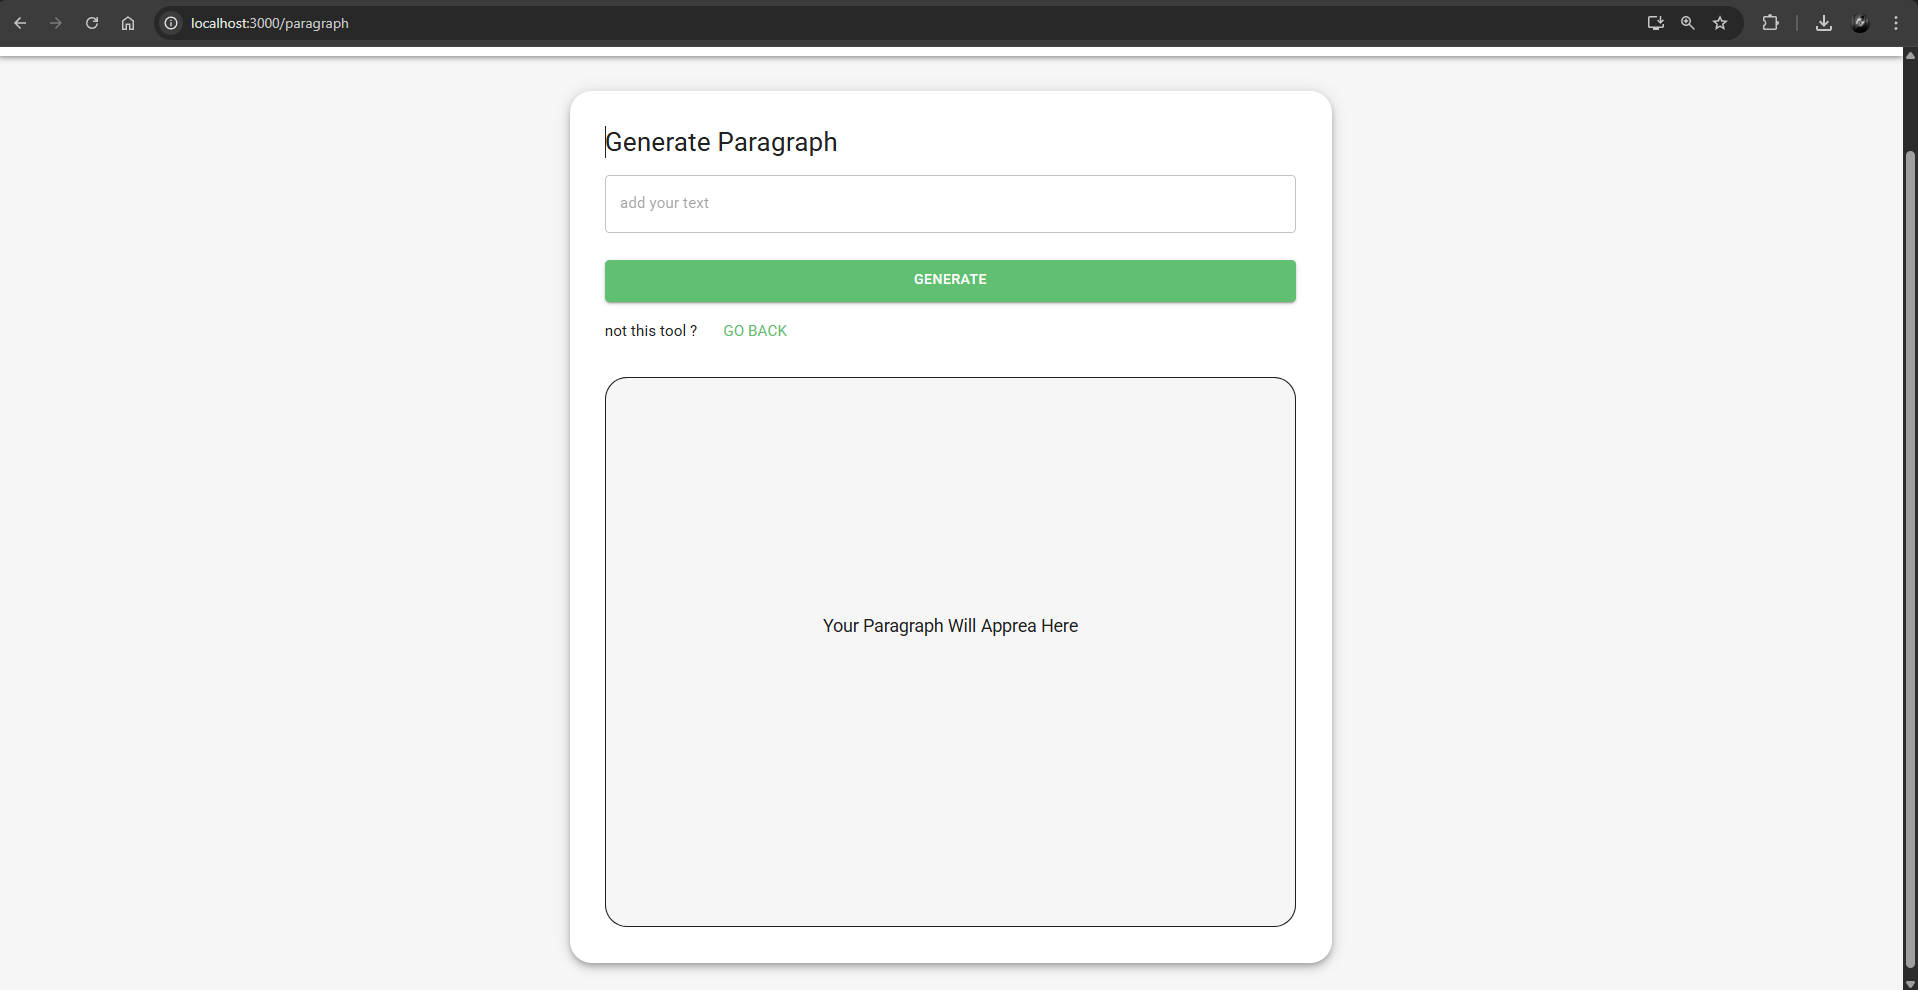 localhost:3000/paragraph
Generate Paragraph
add your text
GENERATE
not this tool ? GO BACK
Your Paragraph Will Apprea Here